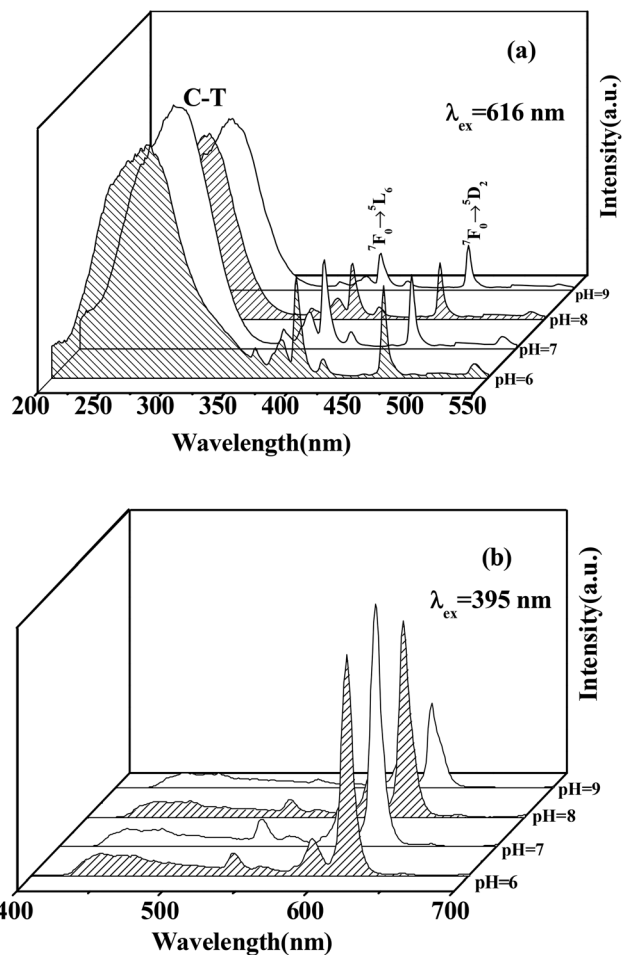 (a)
C-T
λex=616 nm
Intensity(a.u.)
⁷F₀→⁵L₆
⁷F₀→⁵D₂
pH=9
pH=8
pH=7
pH=6
200 250 300 350 400 450 500 550
Wavelength(nm)
(b)
λex=395 nm
Intensity(a.u.)
pH=9
pH=8
pH=7
pH=6
400 500 600 700
Wavelength(nm)